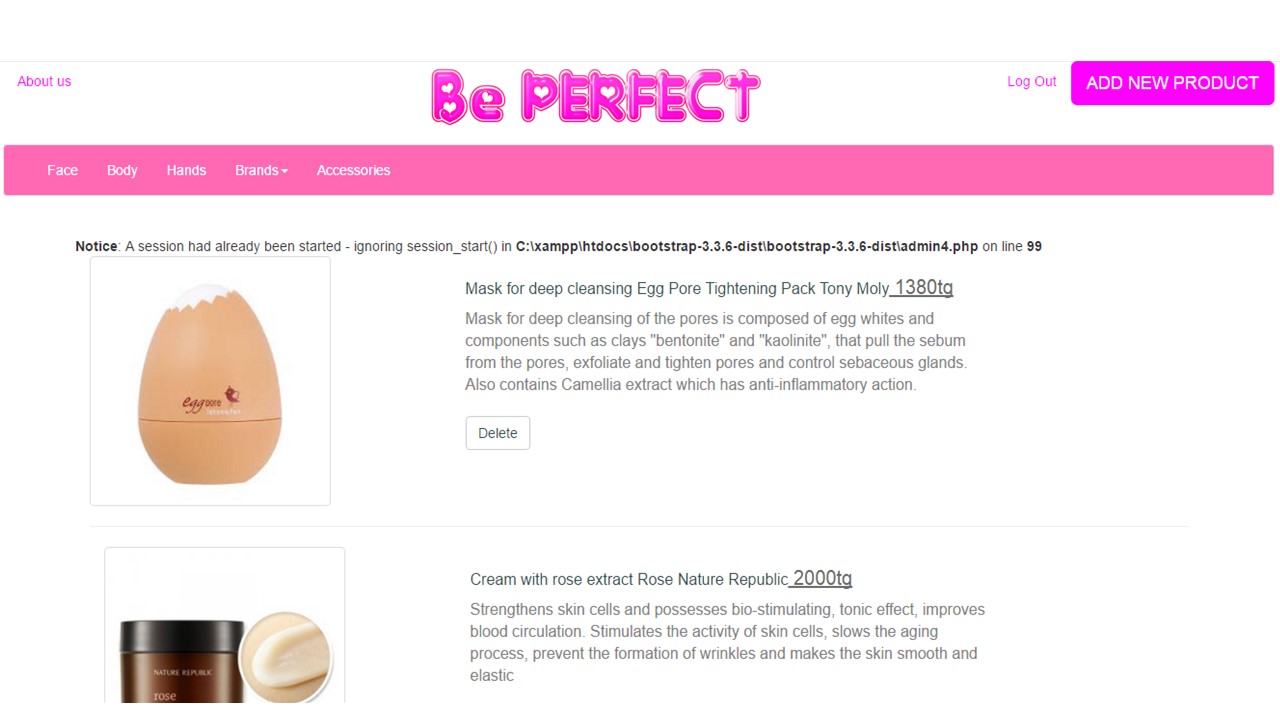 About us
Be PERFECT
Log Out
ADD NEW PRODUCT
Face Body Hands Brands Accessories
Notice: A session had already been started - ignoring session_start() in C:\xampp\htdocs\bootstrap-3.3.6-dist\bootstrap-3.3.6-dist\admin4.php on line 99
egg pore
Mask for deep cleansing Egg Pore Tightening Pack Tony Moly 1380tg
Mask for deep cleansing of the pores is composed of egg whites and
components such as clays "bentonite" and "kaolinite", that pull the sebum
from the pores, exfoliate and tighten pores and control sebaceous glands.
Also contains Camellia extract which has anti-inflammatory action.
Delete
NATURE REPUBLIC
rose
Cream with rose extract Rose Nature Republic 2000tg
Strengthens skin cells and possesses bio-stimulating, tonic effect, improves
blood circulation. Stimulates the activity of skin cells, slows the aging
process, prevent the formation of wrinkles and makes the skin smooth and
elastic